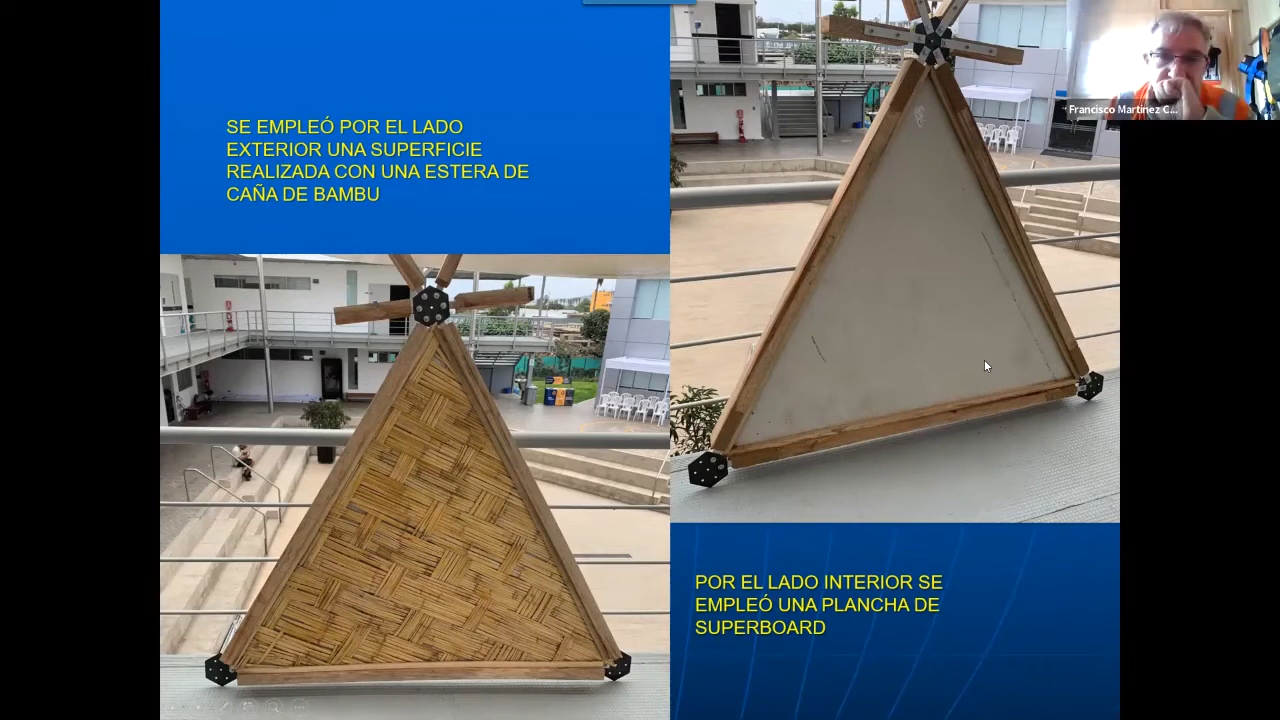 SE EMPLEÓ POR EL LADO
EXTERIOR UNA SUPERFICIE
REALIZADA CON UNA ESTERA DE
CAÑA DE BAMBU
Francisco Martinez C...
POR EL LADO INTERIOR SE
EMPLEÓ UNA PLANCHA DE
SUPERBOARD